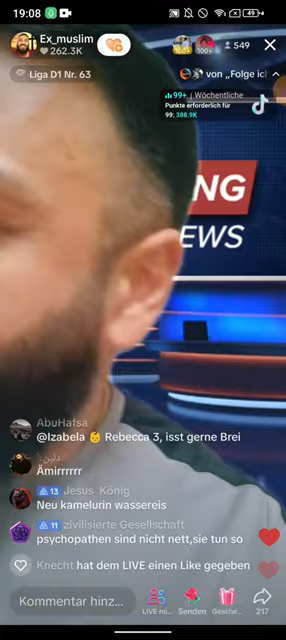 19:08
49
Ex_muslim
262.3K
100+
549
Liga D1 Nr. 63
von „Folge ic
99+ | Wöchentliche
Punkte erforderlich für
99: 388.9K
NG
EWS
AbuHafsa
@Izabela 👶 Rebecca 3, isst gerne Brei
Ämirrrrrr
13 Jesus König
Neu kamelurin wassereis
11 zivilisierte Gesellschaft
psychopathen sind nicht nett,sie tun so
Knecht hat dem LIVE einen Like gegeben
Kommentar hinz...
LIVE mi...
Senden
Gesche...
217